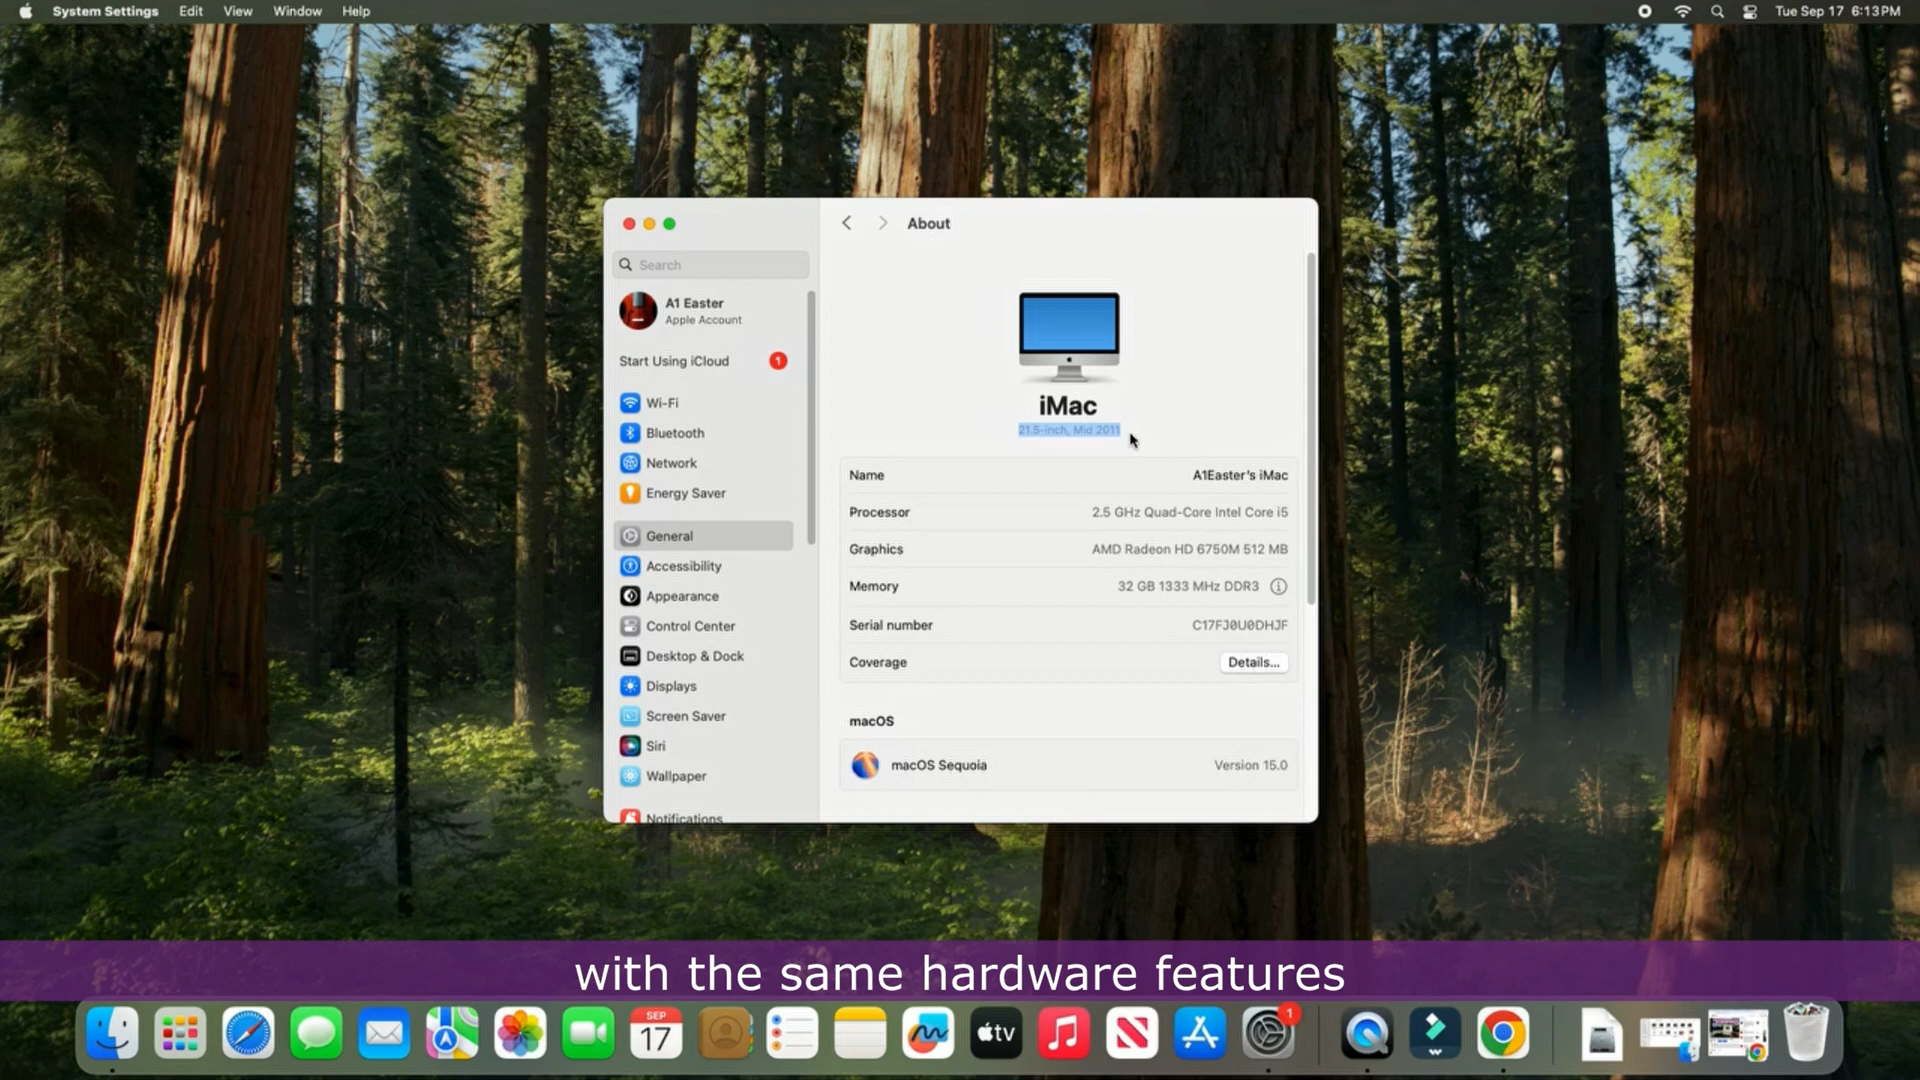 System Settings Edit View Window Help
Tue Sep 17 6:13 PM
About
Search
A1 Easter
Apple Account
Start Using iCloud 1
Wi-Fi
Bluetooth
Network
Energy Saver
General
Accessibility
Appearance
Control Center
Desktop & Dock
Displays
Screen Saver
Siri
Wallpaper
Notifications
iMac
21.5-inch, Mid 2011
Name A1Easter's iMac
Processor 2.5 GHz Quad-Core Intel Core i5
Graphics AMD Radeon HD 6750M 512 MB
Memory 32 GB 1333 MHz DDR3
Serial number C17FJ0U0DHJF
Coverage Details...
macOS
macOS Sequoia Version 15.0
with the same hardware features
SEP
17
tv
1